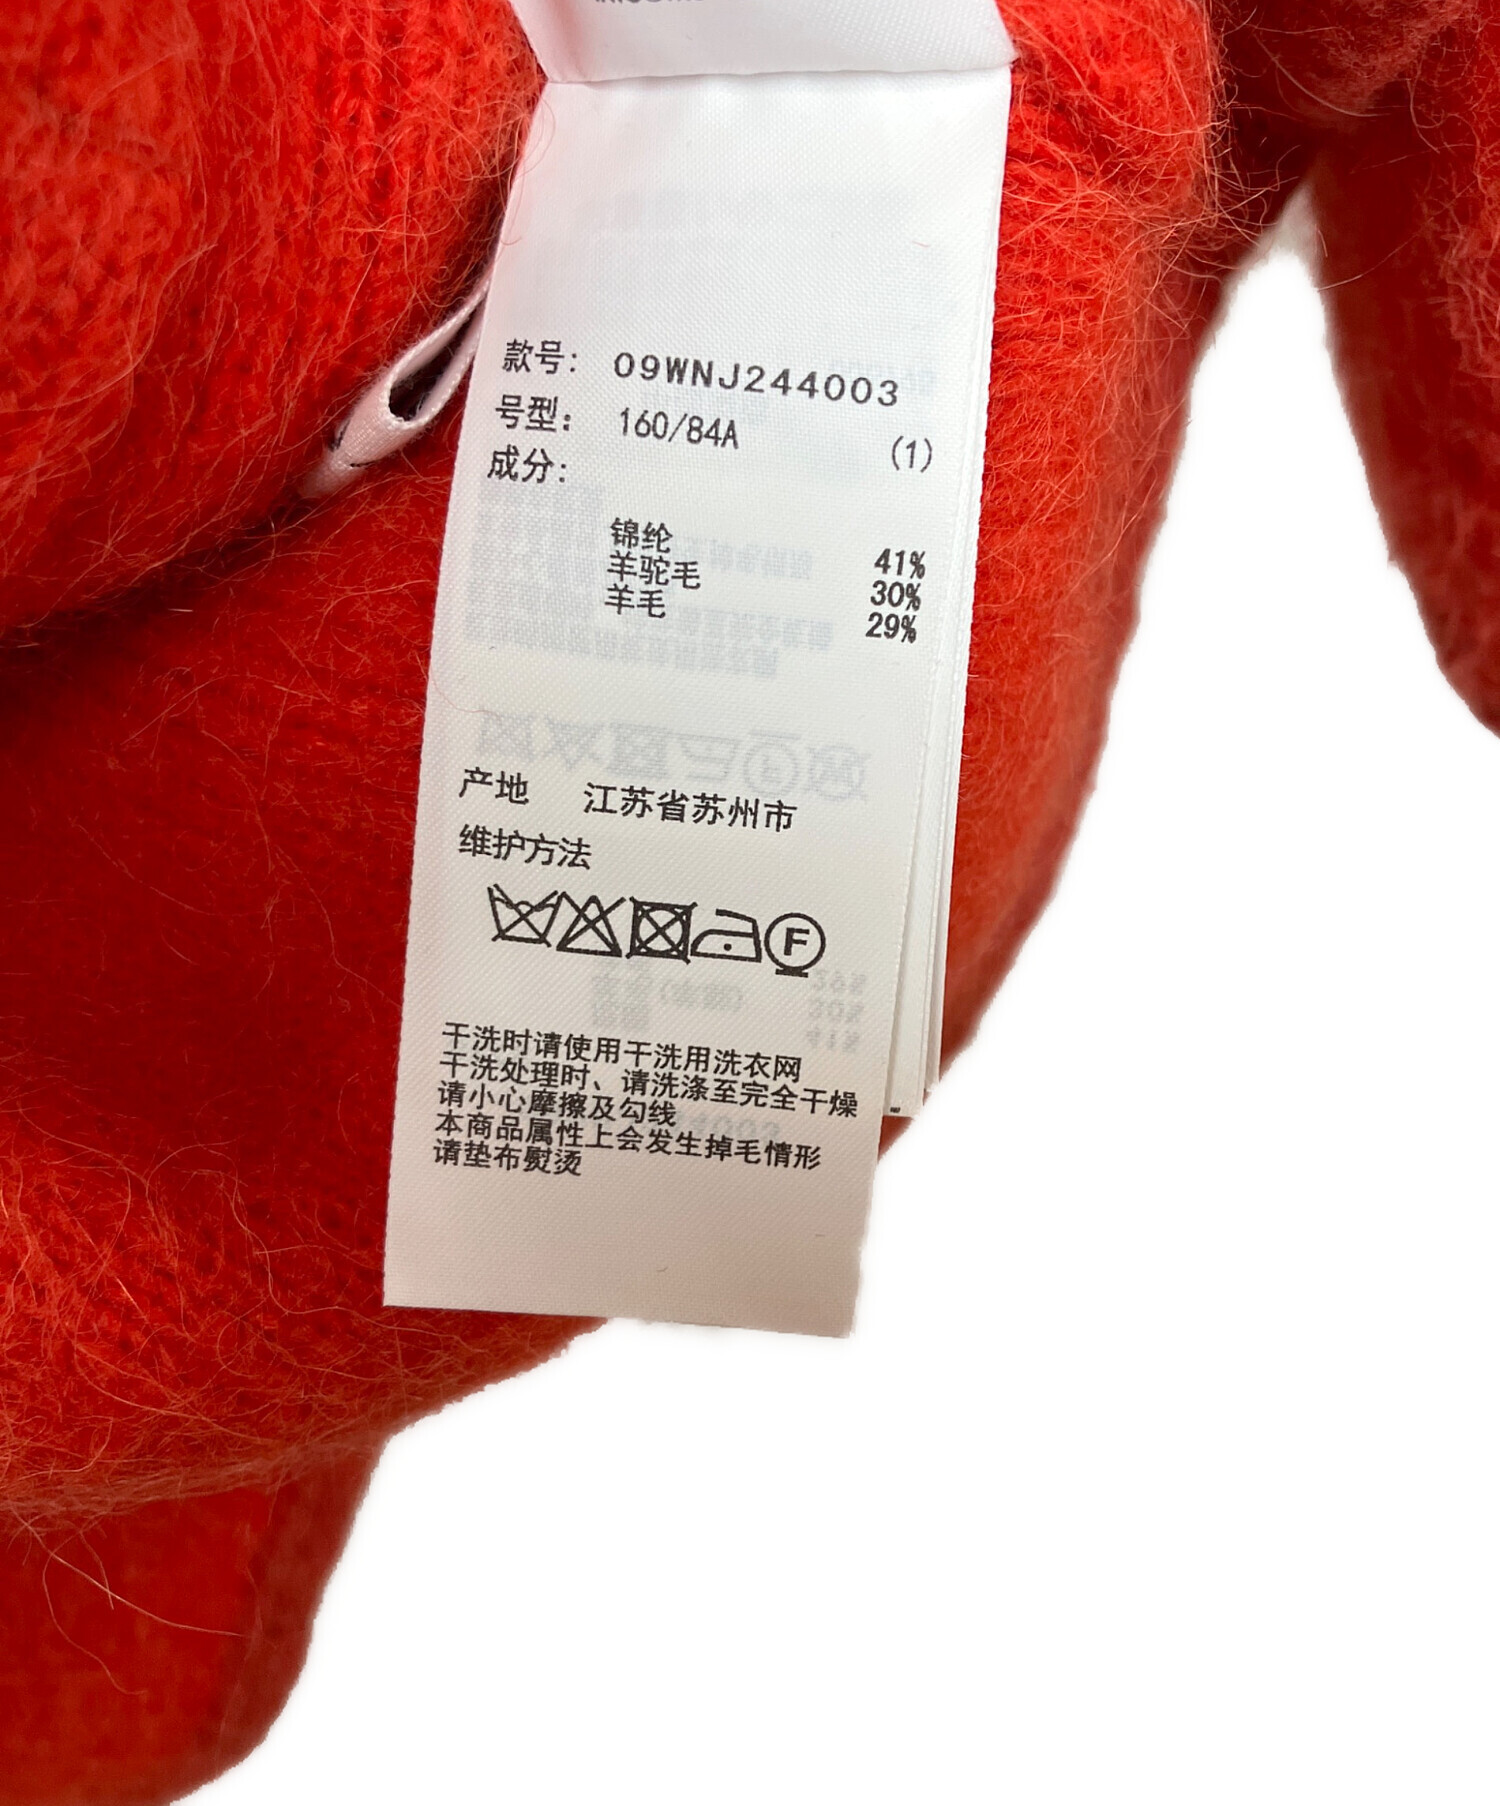 款号: 09WNJ244003
号型: 160/84A (1)
成分:
锦纶 41%
羊驼毛 30%
羊毛 29%
产地 江苏省苏州市
维护方法
F
干洗时请使用干洗用洗衣网
干洗处理时、请洗涤至完全干燥
请小心摩擦及勾线
本商品属性上会发生掉毛情形
请垫布熨烫